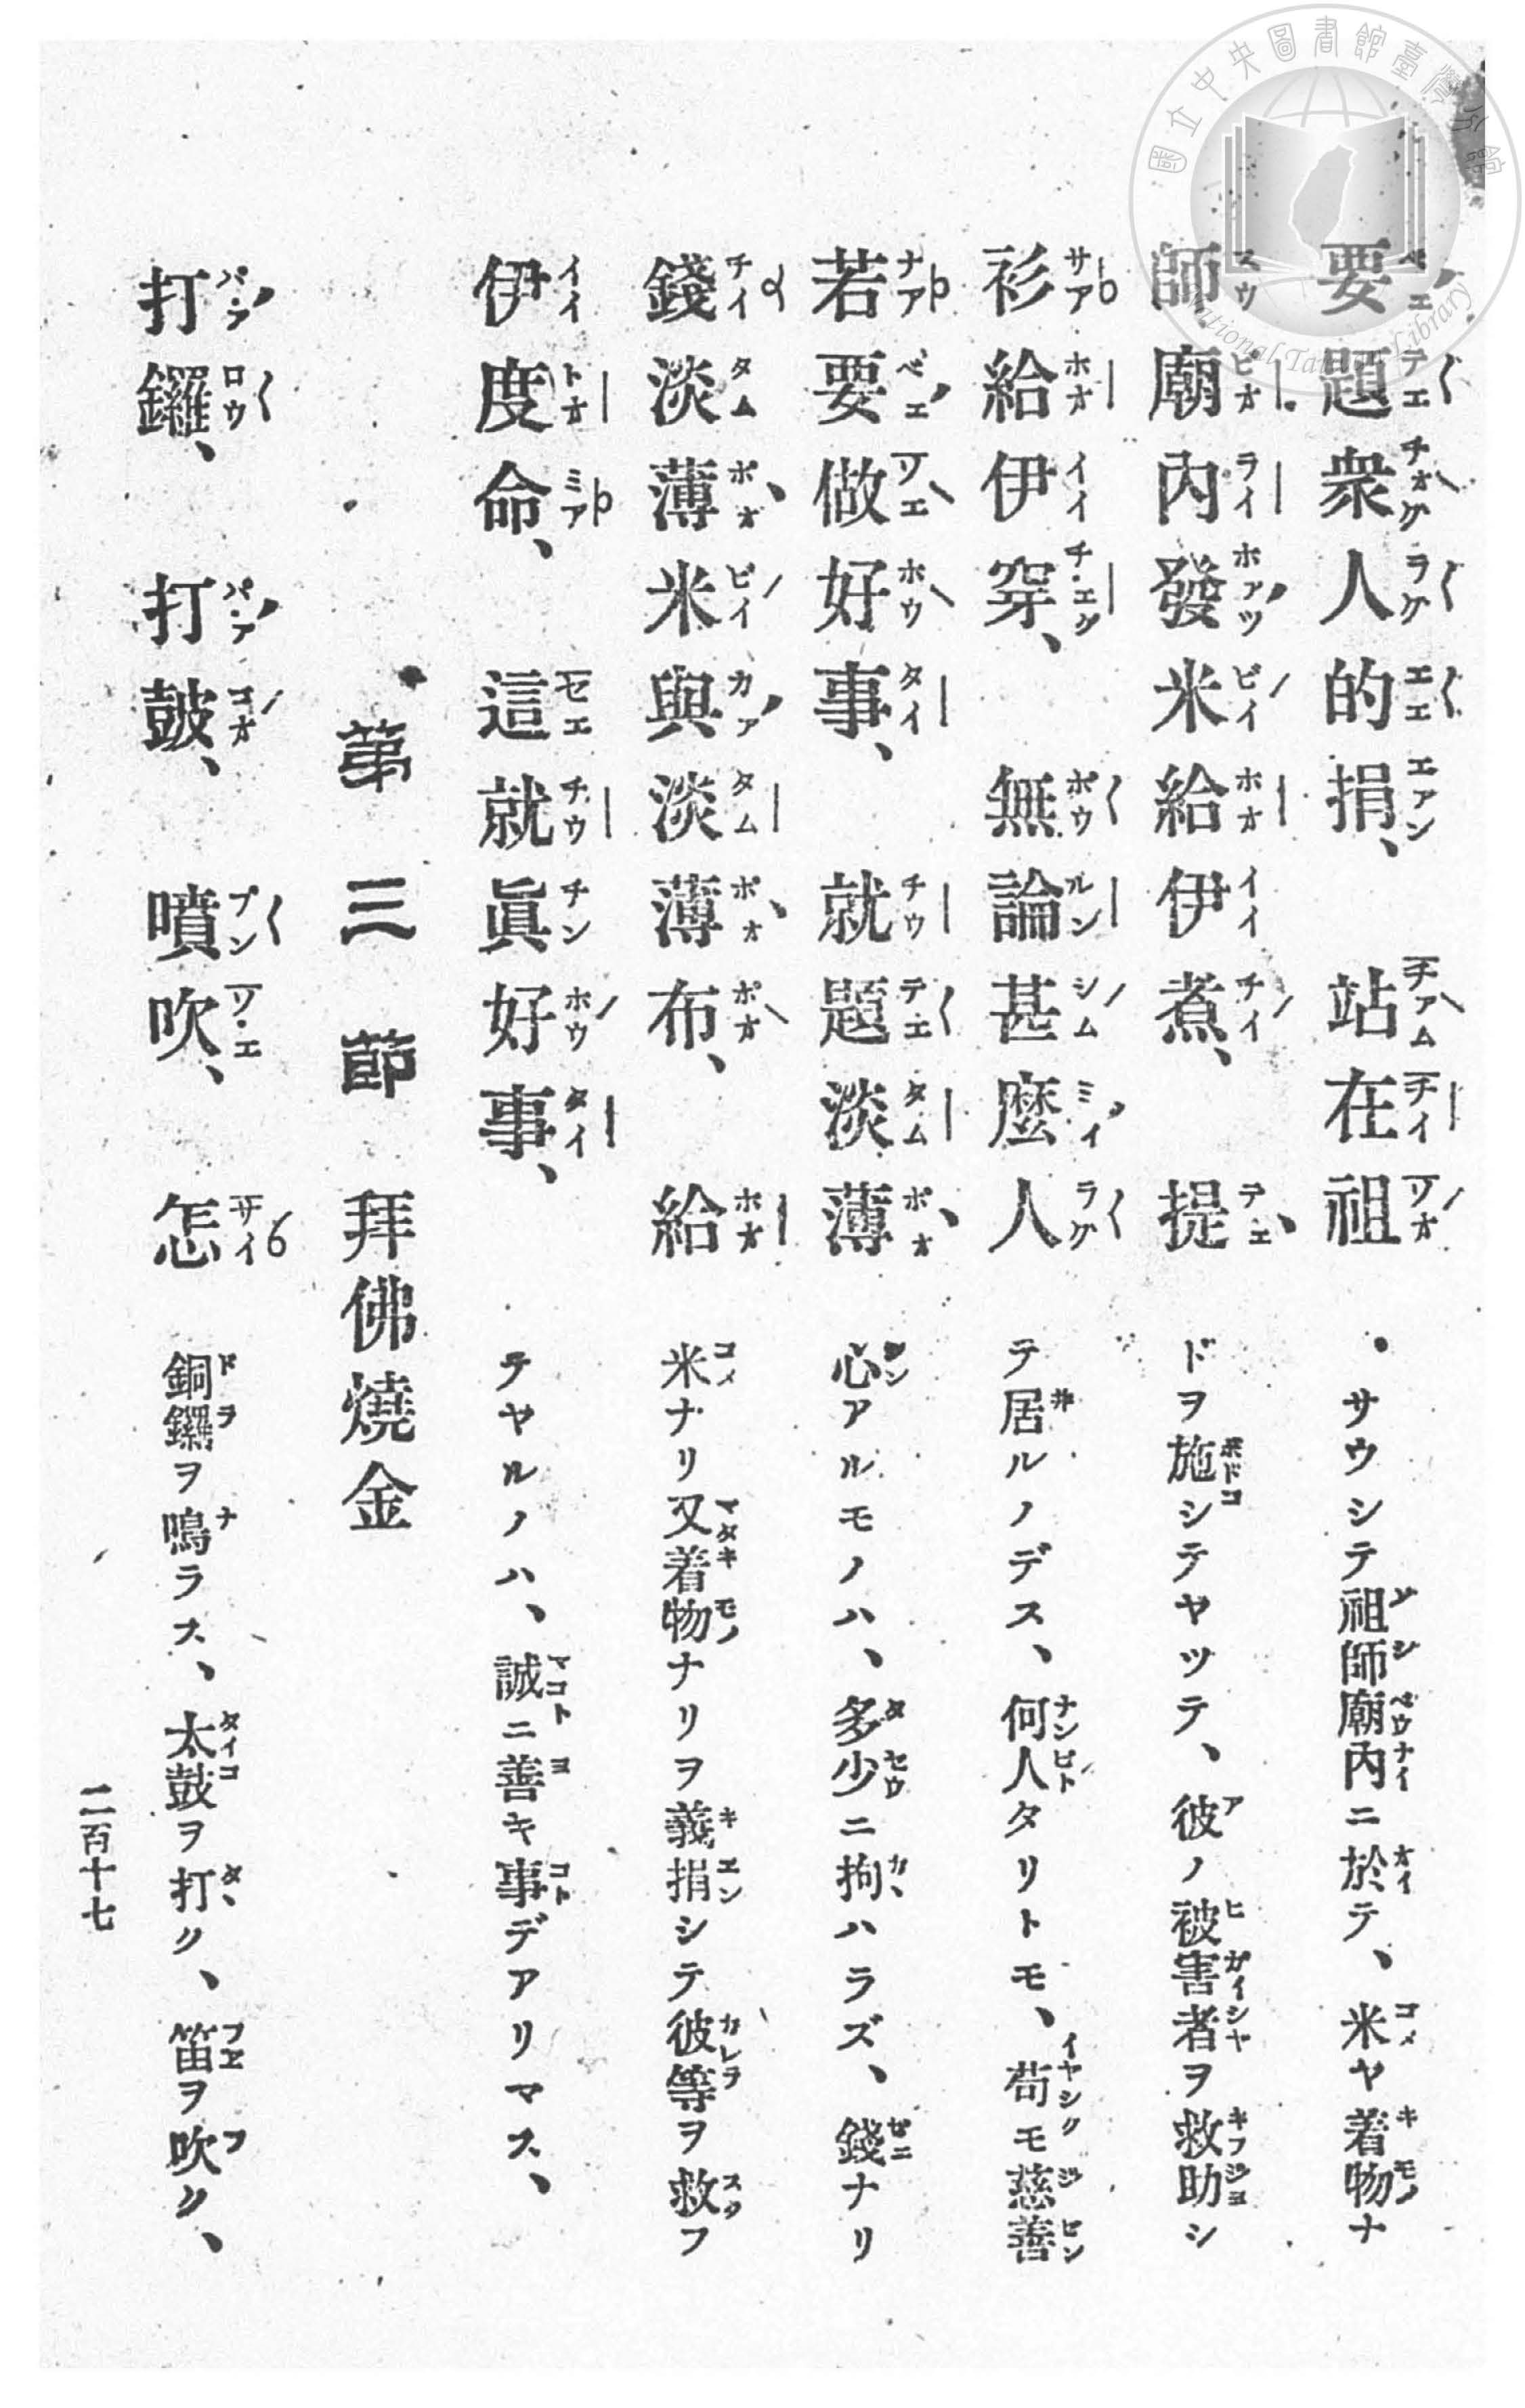 要題衆人的捐、　站在祖
師廟內發米給伊煮、　提
衫給伊穿、　無論甚麼人
若要做好事、　就題淡薄
錢淡薄米與淡薄布、　給
伊度命、　這就眞好事、
第三節　拜佛燒金
打鑼、　打鼓、　噴吹、　怎
サウシテ祖師廟內ニ於テ、米ヤ着物ナ
ドヲ施シテヤツテ、彼ノ被害者ヲ救助シ
テ居ルノデス、何人タリトモ、苟モ慈善
心アルモノハ、多少ニ拘ハラズ、錢ナリ
米ナリ又着物ナリヲ義捐シテ彼等ヲ救フ
テヤルノハ、誠ニ善キ事デアリマス、
銅鑼ヲ鳴ラス、太鼓ヲ打ク、笛ヲ吹ク、
二百十七
國立中央圖書館臺灣分館
National Taiwan Library